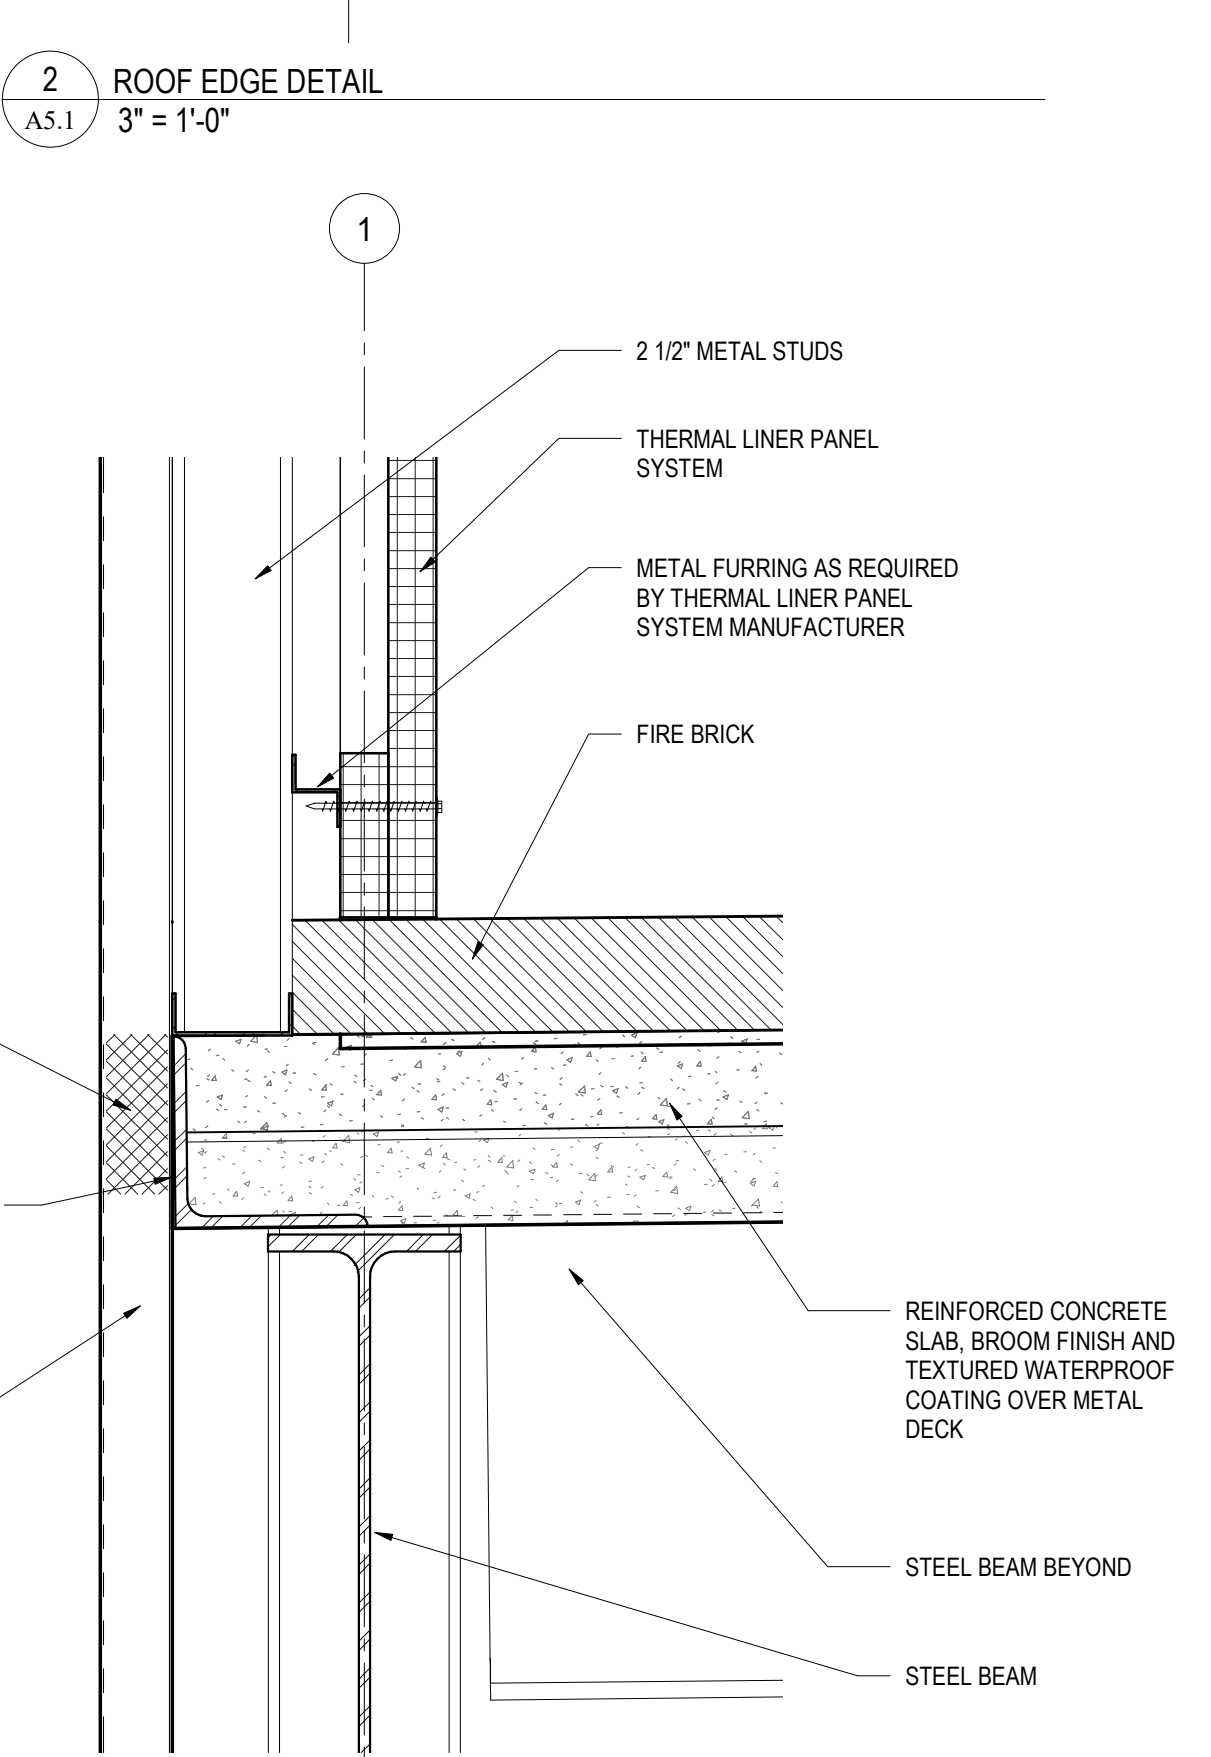 2
ROOF EDGE DETAIL
A5.1
3" = 1'-0"
1
2 1/2" METAL STUDS
THERMAL LINER PANEL
SYSTEM
METAL FURRING AS REQUIRED
BY THERMAL LINER PANEL
SYSTEM MANUFACTURER
FIRE BRICK
REINFORCED CONCRETE
SLAB, BROOM FINISH AND
TEXTURED WATERPROOF
COATING OVER METAL
DECK
STEEL BEAM BEYOND
STEEL BEAM